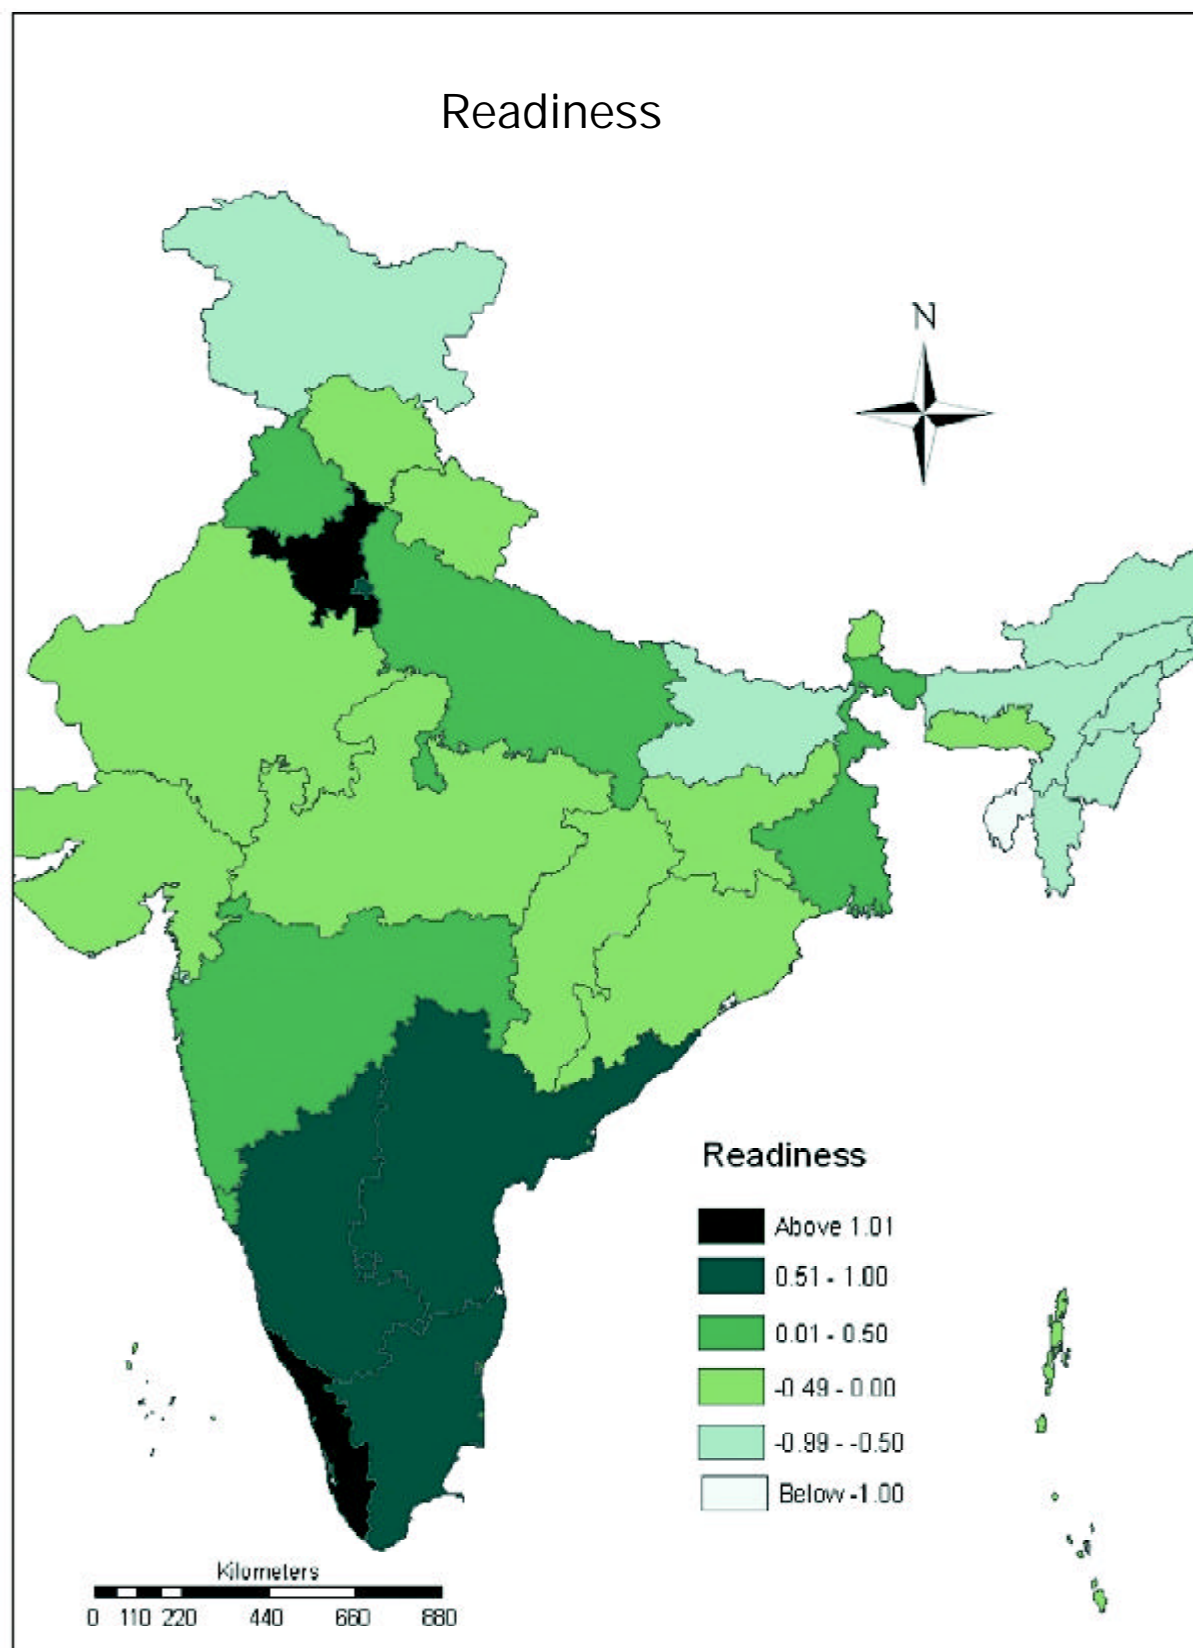 Readiness
N
Readiness
Above 1.01
0.51 - 1.00
0.01 - 0.50
-0.49 - 0.00
-0.99 - -0.50
Below -1.00
Kilometers
0 110 220 440 660 880